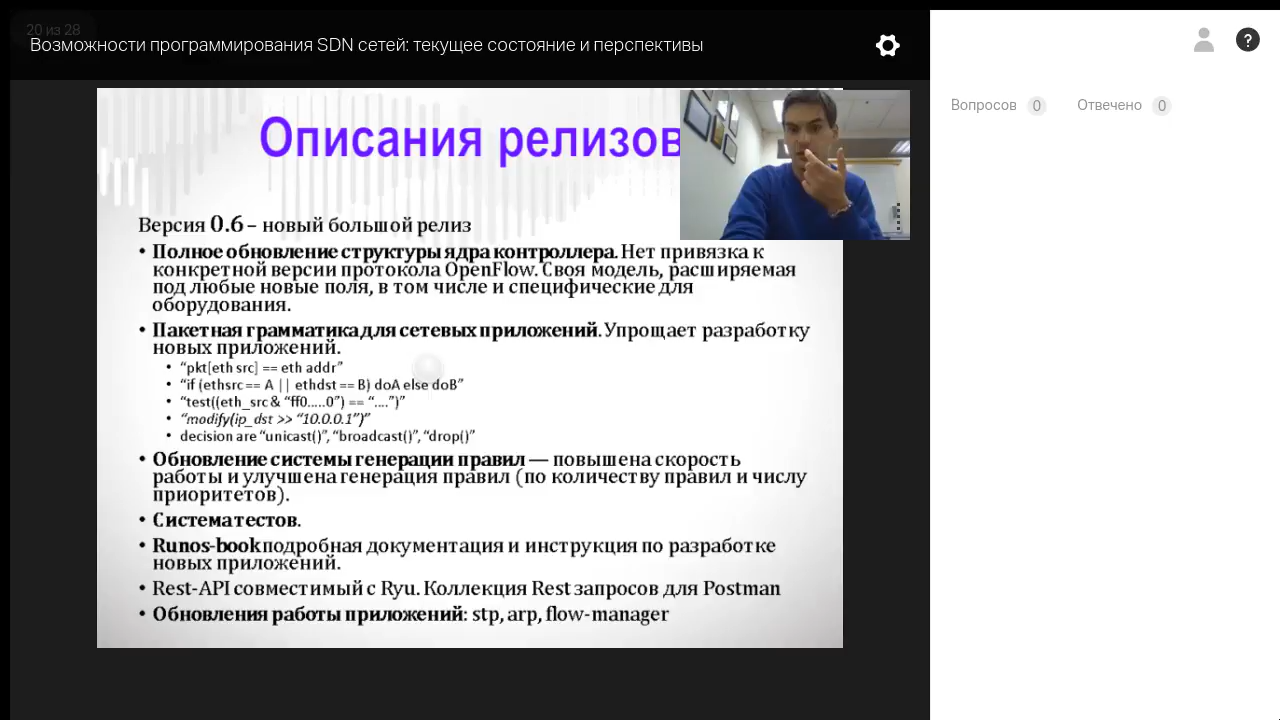 20 из 28
Возможности программирования SDN сетей: текущее состояние и перспективы
Вопросов 0 Отвечено 0
Описания релизов
Версия 0.6 – новый большой релиз
• Полное обновление структуры ядра контроллера. Нет привязка к
конкретной версии протокола OpenFlow. Своя модель, расширяемая
под любые новые поля, в том числе и специфические для
оборудования.
• Пакетная грамматика для сетевых приложений. Упрощает разработку
новых приложений.
• “pkt[eth src] == eth addr”
• “if (ethsrc == A || ethdst == B) doA else doB”
• “test((eth_src & “ff0.....0”) == “....”)”
• “modify(ip_dst >> “10.0.0.1”)”
• decision are “unicast()”, “broadcast()”, “drop()”
• Обновление системы генерации правил — повышена скорость
работы и улучшена генерация правил (по количеству правил и числу
приоритетов).
• Система тестов.
• Runos-book подробная документация и инструкция по разработке
новых приложений.
• Rest-API совместимый с Ryu. Коллекция Rest запросов для Postman
• Обновления работы приложений: stp, arp, flow-manager